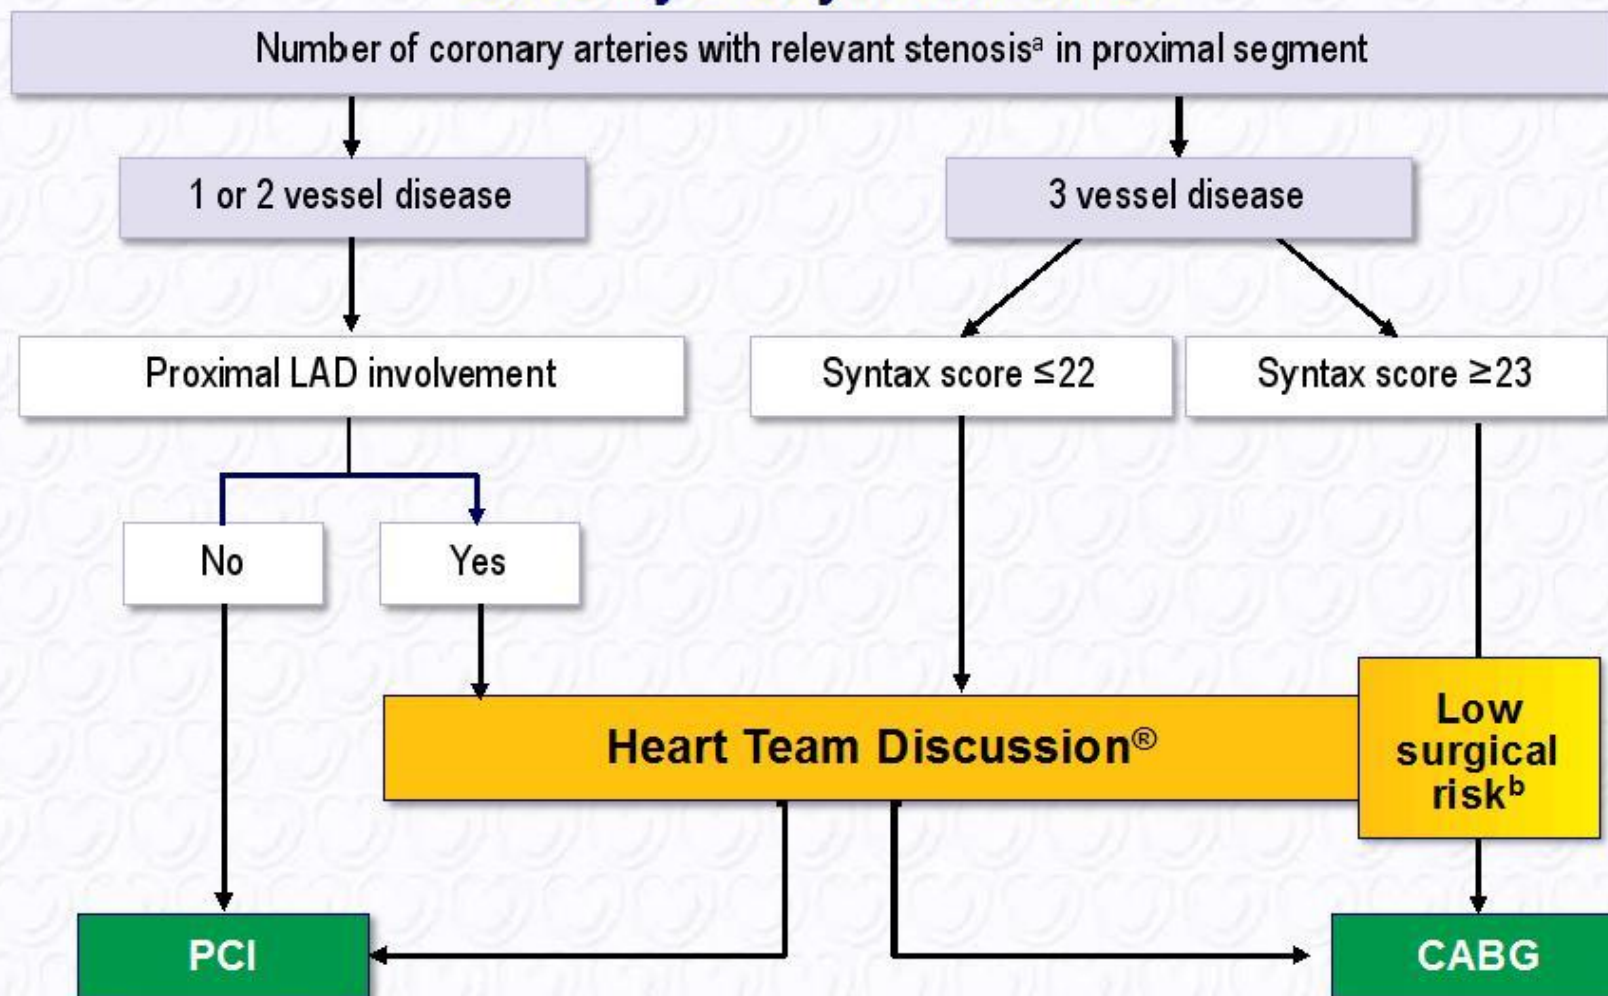 Number of coronary arteries with relevant stenosisᵃ in proximal segment
1 or 2 vessel disease
3 vessel disease
Proximal LAD involvement
Syntax score ≤22
Syntax score ≥23
No
Yes
Heart Team Discussion®
Low
surgical
riskᵇ
PCI
CABG